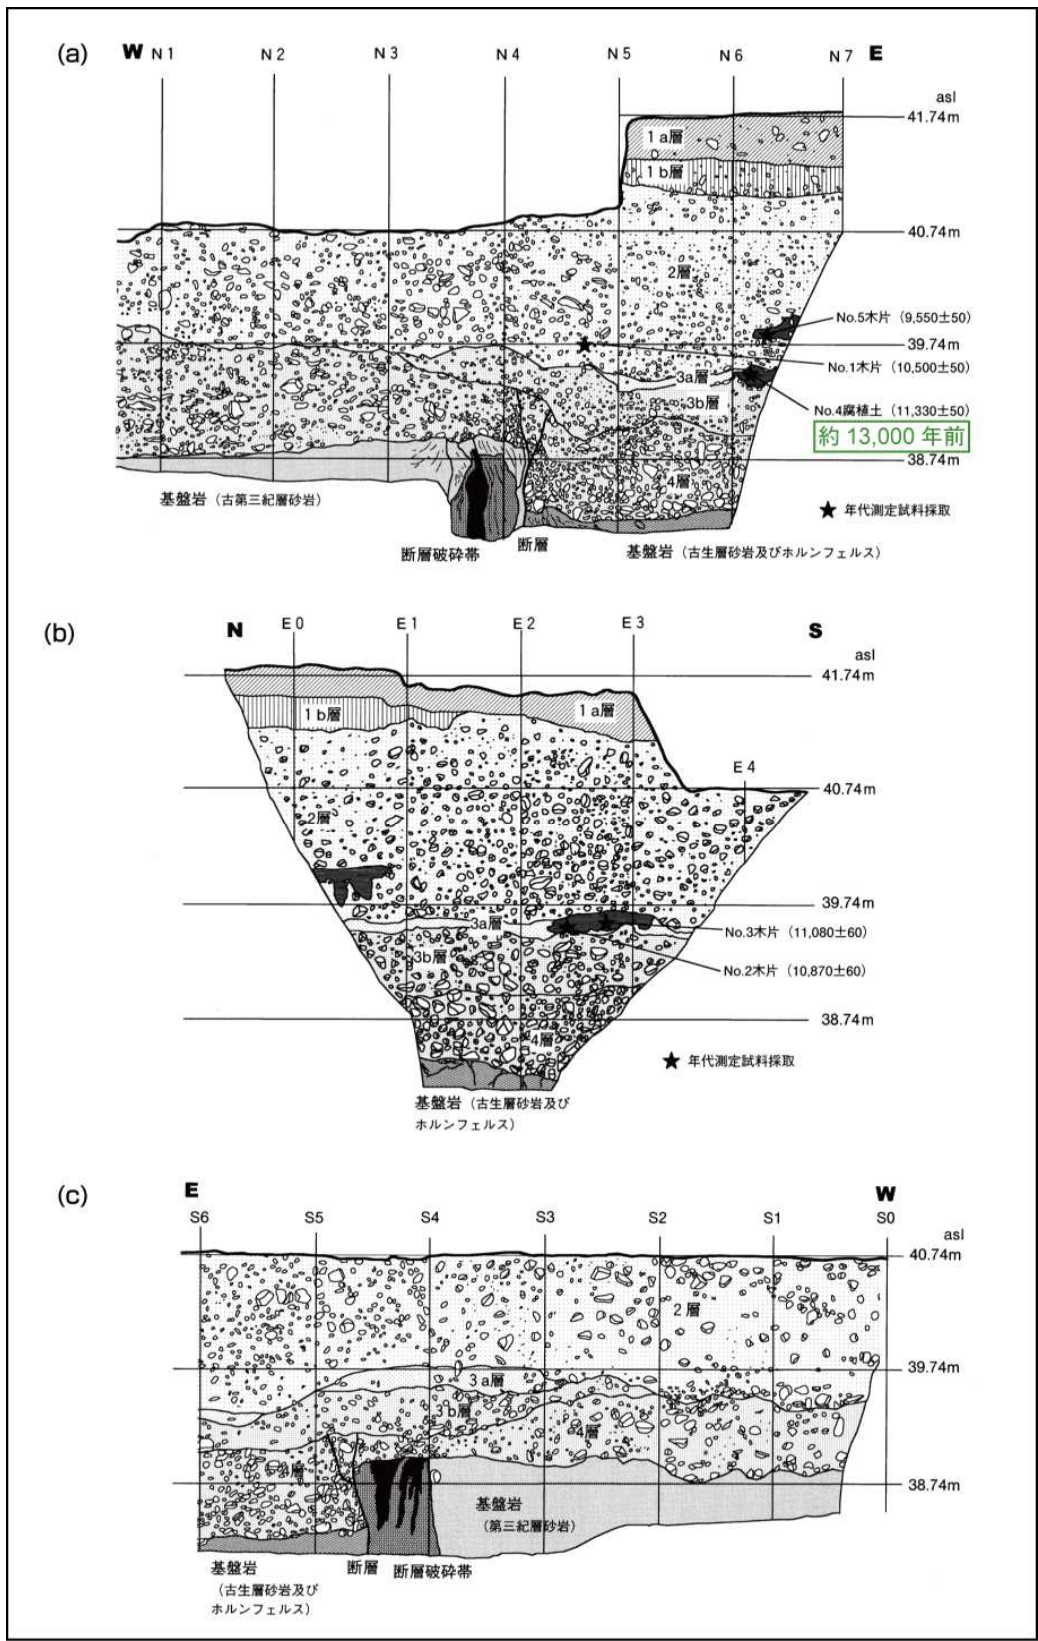 (a)
W N1 N2 N3 N4 N5 N6 N7 E
asl
41.74m
1a層
1b層
40.74m
2層
No.5木片（9,550±50）
39.74m
No.1木片（10,500±50）
3a層
3b層
No.4腐植土（11,330±50）
約 13,000 年前
38.74m
4層
基盤岩（古第三紀層砂岩）
★ 年代測定試料採取
断層破砕帯
断層
基盤岩（古生層砂岩及びホルンフェルス）
(b)
N E0 E1 E2 E3 S
asl
41.74m
1b層
1a層
E4
40.74m
2層
39.74m
3a層
No.3木片（11,080±60）
3b層
No.2木片（10,870±60）
38.74m
4層
★ 年代測定試料採取
基盤岩（古生層砂岩及び
ホルンフェルス）
(c)
E W
S6 S5 S4 S3 S2 S1 S0
asl
40.74m
2層
39.74m
3a層
3b層
4層
4層
38.74m
基盤岩
（第三紀層砂岩）
基盤岩
（古生層砂岩及び
ホルンフェルス）
断層
断層破砕帯